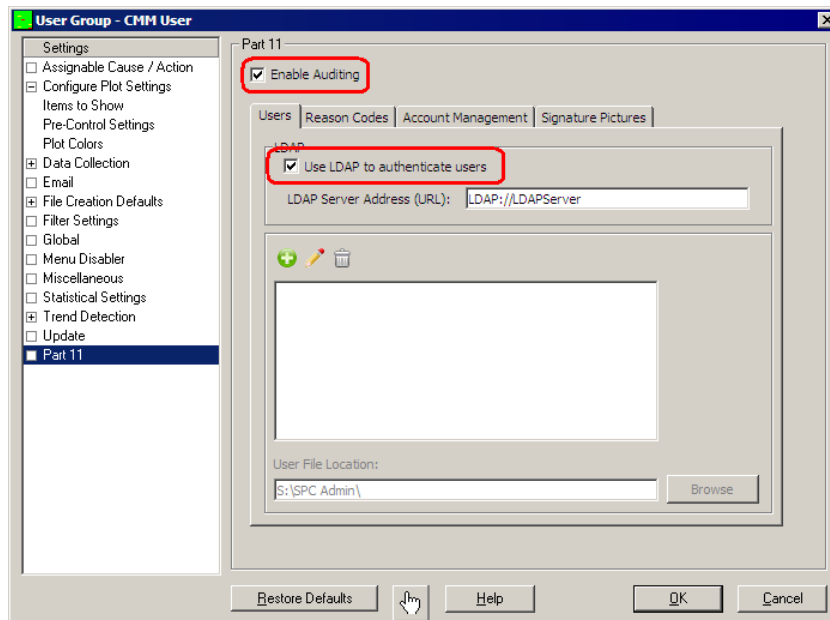 User Group - CMM User
Settings
Assignable Cause / Action
Configure Plot Settings
Items to Show
Pre-Control Settings
Plot Colors
Data Collection
Email
File Creation Defaults
Filter Settings
Global
Menu Disabler
Miscellaneous
Statistical Settings
Trend Detection
Update
Part 11
Part 11
Enable Auditing
Users
Reason Codes
Account Management
Signature Pictures
LDAP
Use LDAP to authenticate users
LDAP Server Address (URL):
LDAP://LDAPServer
User File Location:
S:\SPC Admin\
Browse
Restore Defaults
Help
OK
Cancel